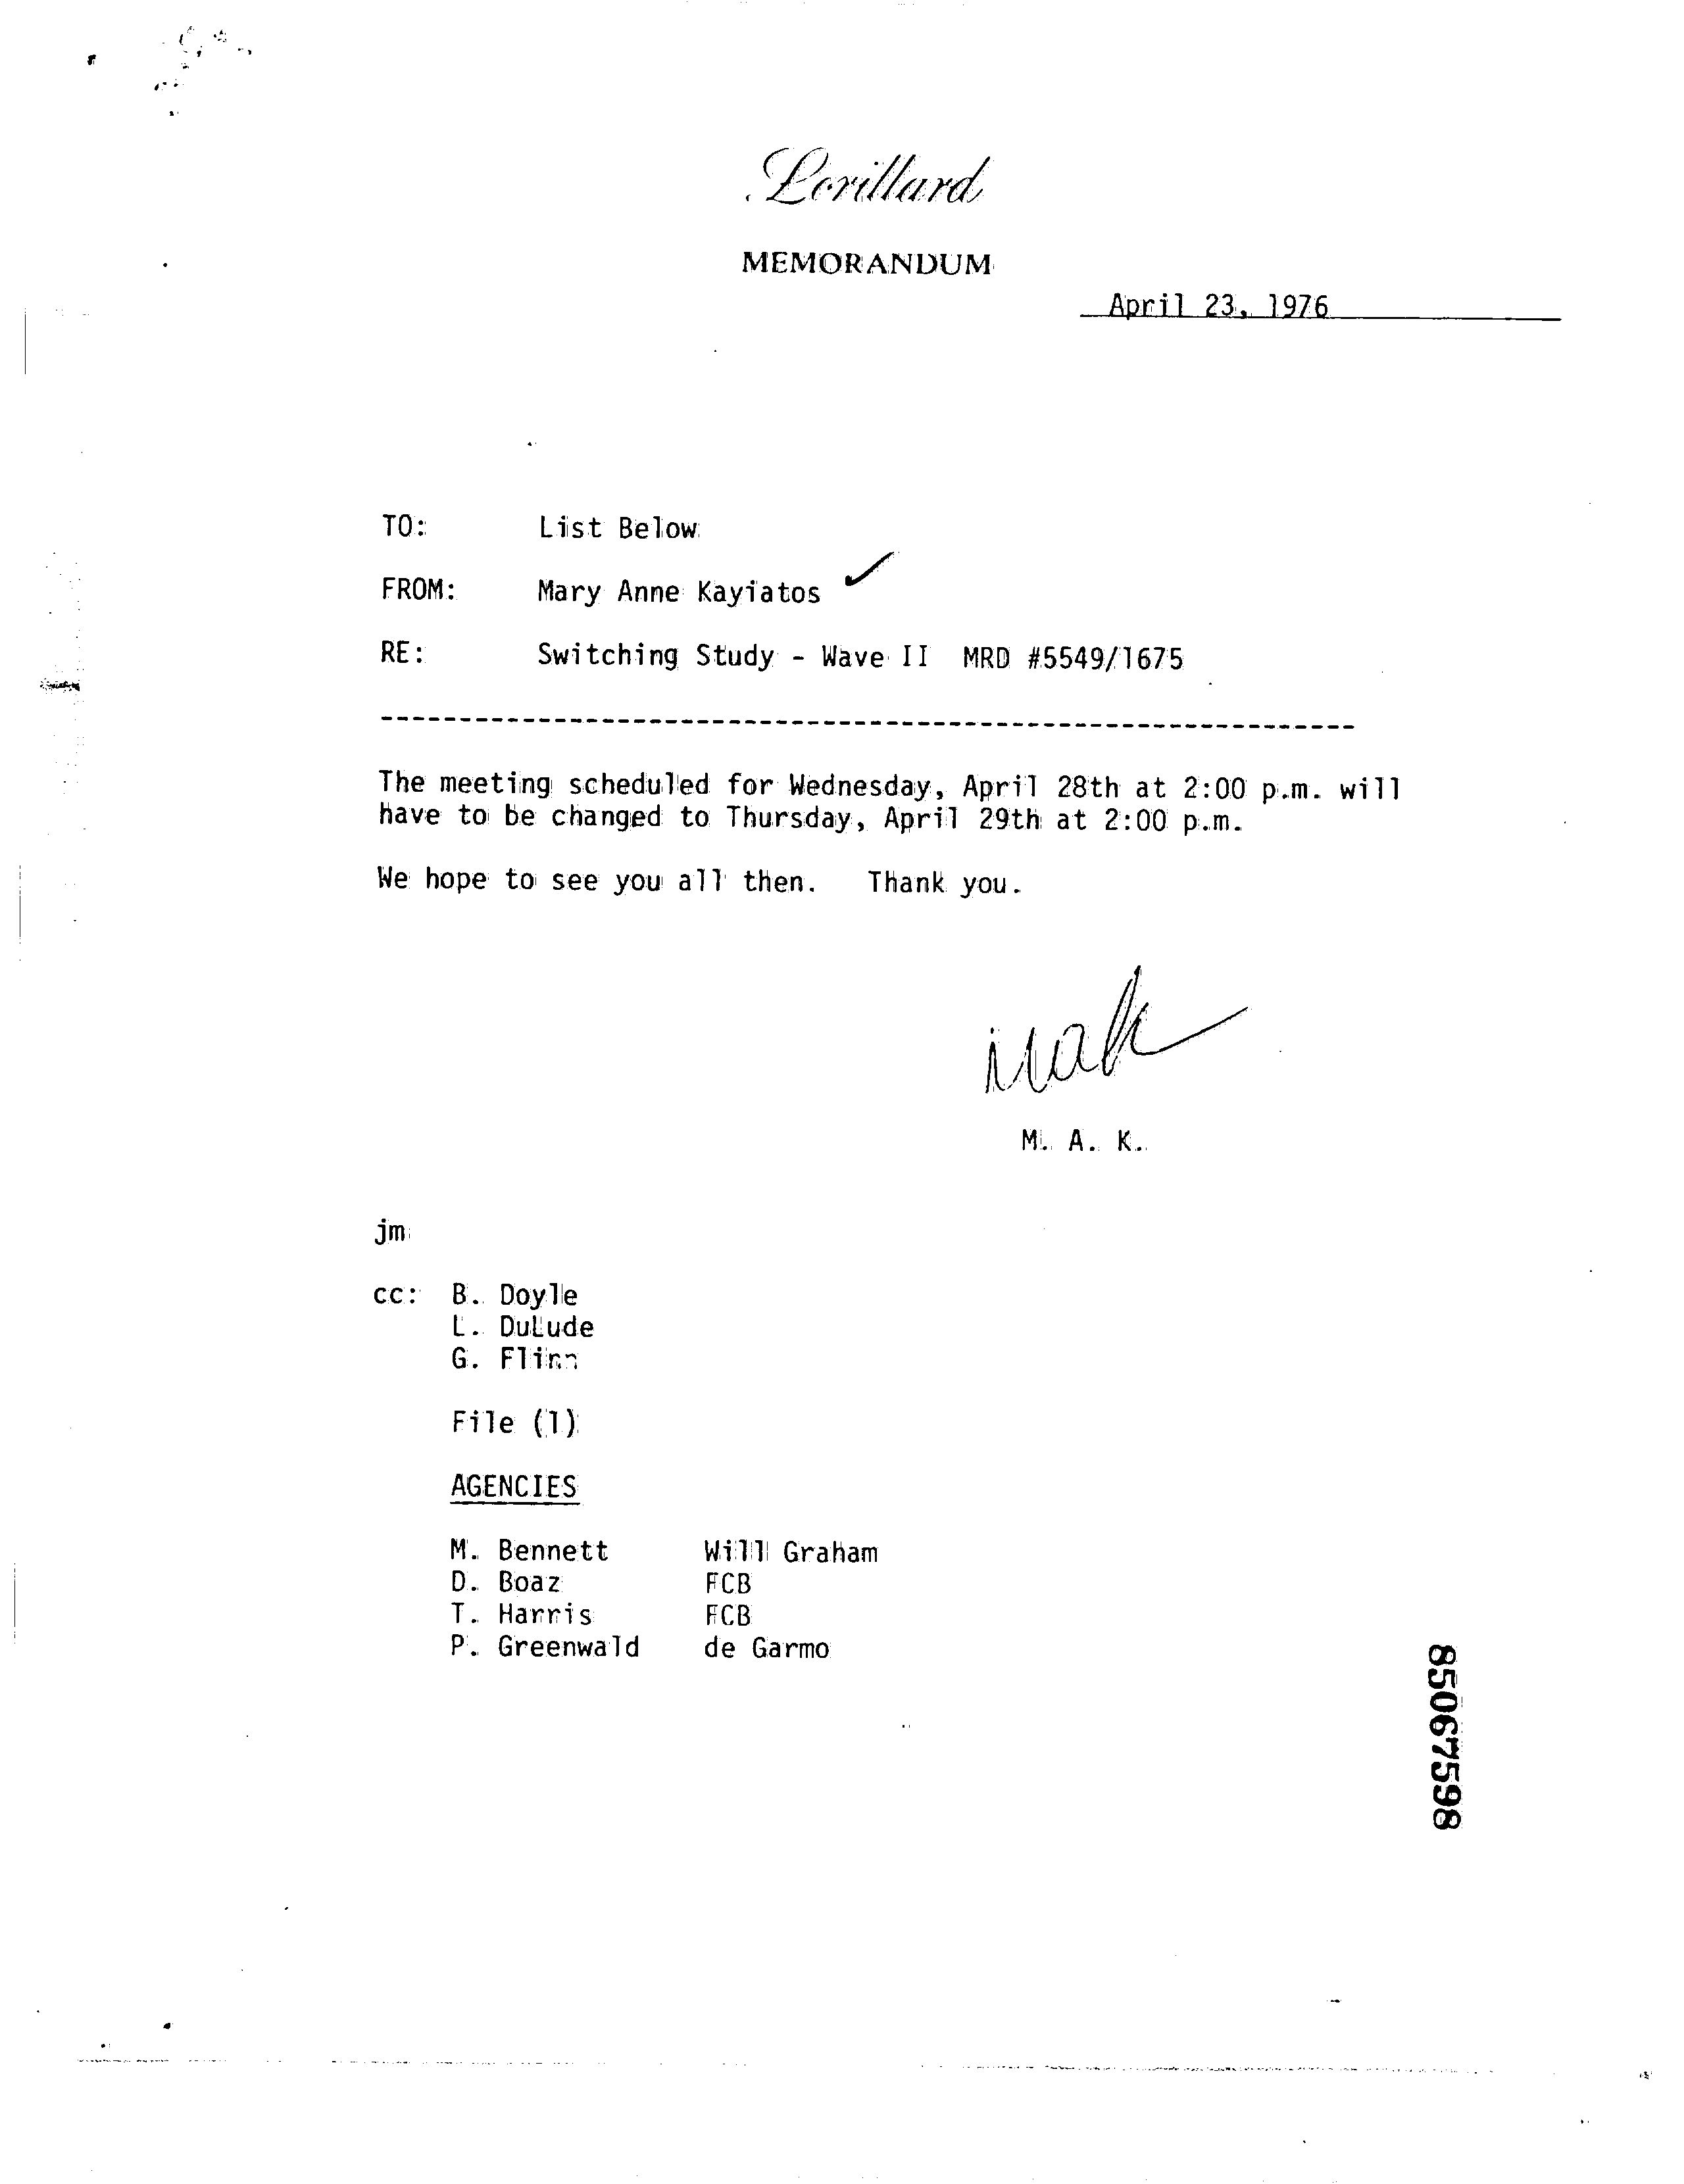 Lorillard
MEMORANDUM
April 23, 1976
TO: List Below
FROM: Mary Anne Kayiatos ✓
RE: Switching Study - Wave II MRD #5549/1675
-------------------------------------------------------------
The meeting scheduled for Wednesday, April 28th at 2:00 p.m. will
have to be changed to Thursday, April 29th at 2:00 p.m.
We hope to see you all then. Thank you.
mak
M. A. K.
jm
cc: B. Doyle
L. DuLude
G. Flinn
File (1)
AGENCIES
M. Bennett Will Graham
D. Boaz FCB
T. Harris FCB
P. Greenwald de Garmo
85067598